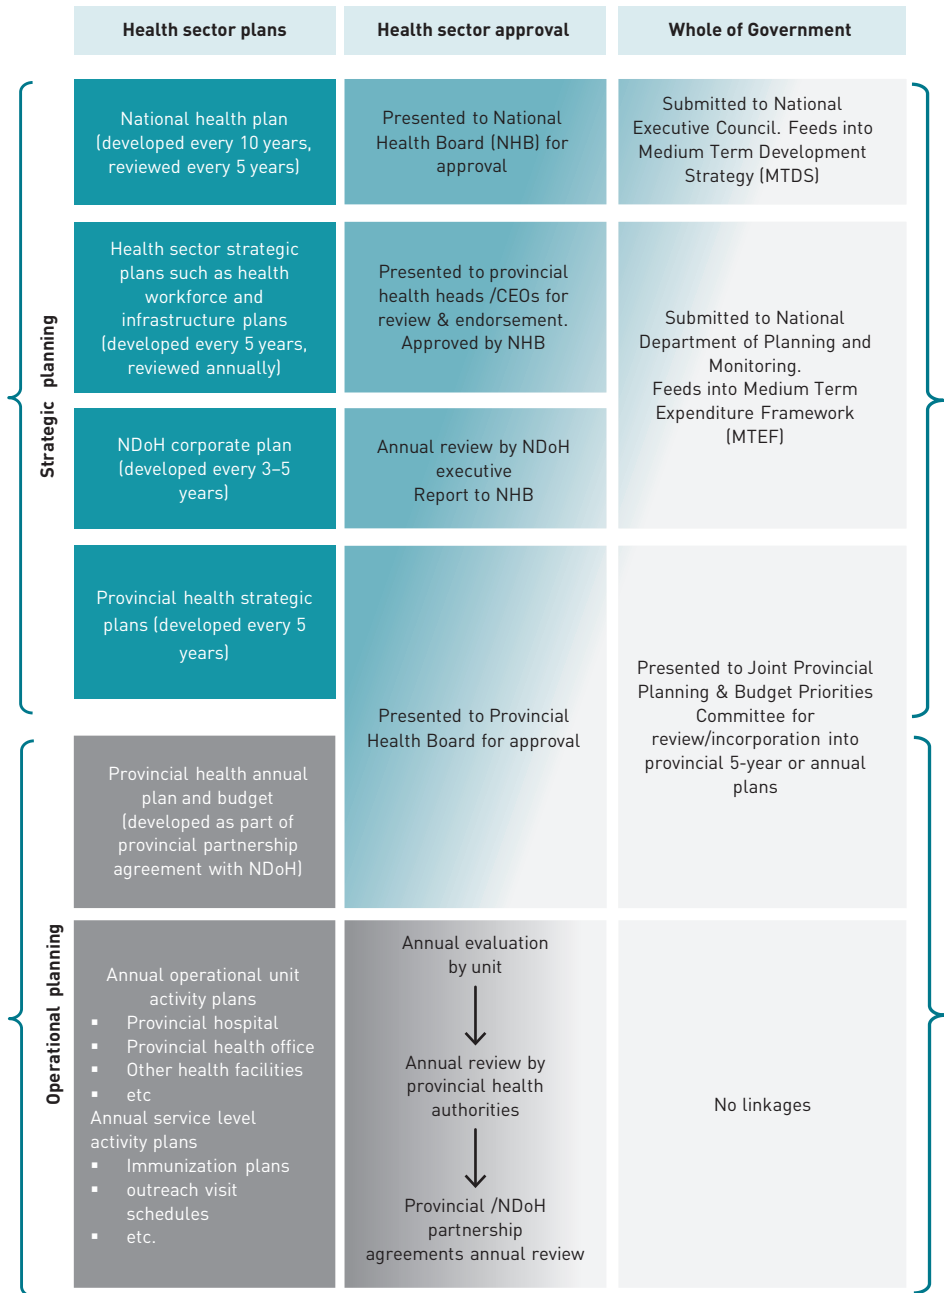 Health sector plans
Health sector approval
Whole of Government
Strategic planning
National health plan
(developed every 10 years,
reviewed every 5 years)
Presented to National
Health Board (NHB) for
approval
Submitted to National
Executive Council. Feeds into
Medium Term Development
Strategy (MTDS)
Health sector strategic
plans such as health
workforce and
infrastructure plans
(developed every 5 years,
reviewed annually)
Presented to provincial
health heads /CEOs for
review & endorsement.
Approved by NHB
Submitted to National
Department of Planning and
Monitoring.
Feeds into Medium Term
Expenditure Framework
(MTEF)
NDoH corporate plan
(developed every 3–5
years)
Annual review by NDoH
executive
Report to NHB
Provincial health strategic
plans (developed every 5
years)
Presented to Provincial
Health Board for approval
Presented to Joint Provincial
Planning & Budget Priorities
Committee for
review/incorporation into
provincial 5-year or annual
plans
Operational planning
Provincial health annual
plan and budget
(developed as part of
provincial partnership
agreement with NDoH)
Annual operational unit
activity plans
▪ Provincial hospital
▪ Provincial health office
▪ Other health facilities
▪ etc
Annual service level
activity plans
▪ Immunization plans
▪ outreach visit
schedules
▪ etc.
Annual evaluation
by unit
Annual review by
provincial health
authorities
Provincial /NDoH
partnership
agreements annual review
No linkages